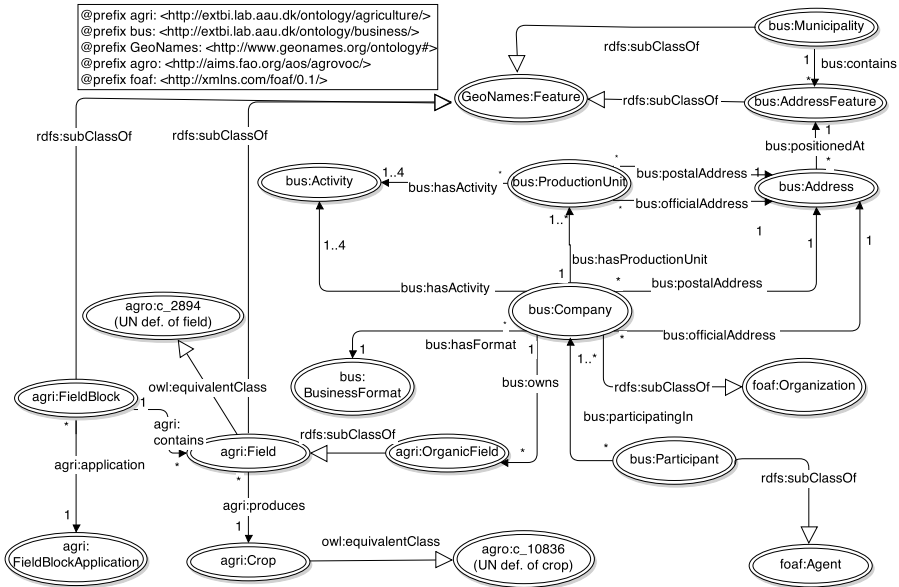 @prefix agri: <http://extbi.lab.aau.dk/ontology/agriculture/>
@prefix bus: <http://extbi.lab.aau.dk/ontology/business/>
@prefix GeoNames: <http://www.geonames.org/ontology#>
@prefix agro: <http://aims.fao.org/aos/agrovoc/>
@prefix foaf: <http://xmlns.com/foaf/0.1/>
bus:Municipality
rdfs:subClassOf
1
bus:contains
*
GeoNames:Feature
rdfs:subClassOf
bus:AddressFeature
rdfs:subClassOf
rdfs:subClassOf
1
bus:positionedAt
*
bus:Activity
1..4
bus:hasActivity
*
bus:ProductionUnit
*
bus:postalAddress
1
bus:Address
*
bus:officialAddress
1
1..*
1..4
1
1
bus:hasProductionUnit
1
bus:hasActivity
*
bus:postalAddress
agro:c_2894
(UN def. of field)
bus:Company
*
bus:hasFormat
1
1
1..*
*
bus:officialAddress
bus:
BusinessFormat
bus:owns
rdfs:subClassOf
foaf:Organization
owl:equivalentClass
agri:FieldBlock
1
agri:
contains
*
*
bus:participatingIn
*
rdfs:subClassOf
agri:Field
agri:OrganicField
*
bus:Participant
agri:application
*
rdfs:subClassOf
agri:produces
1
1
owl:equivalentClass
agri:
FieldBlockApplication
agri:Crop
agro:c_10836
(UN def. of crop)
foaf:Agent